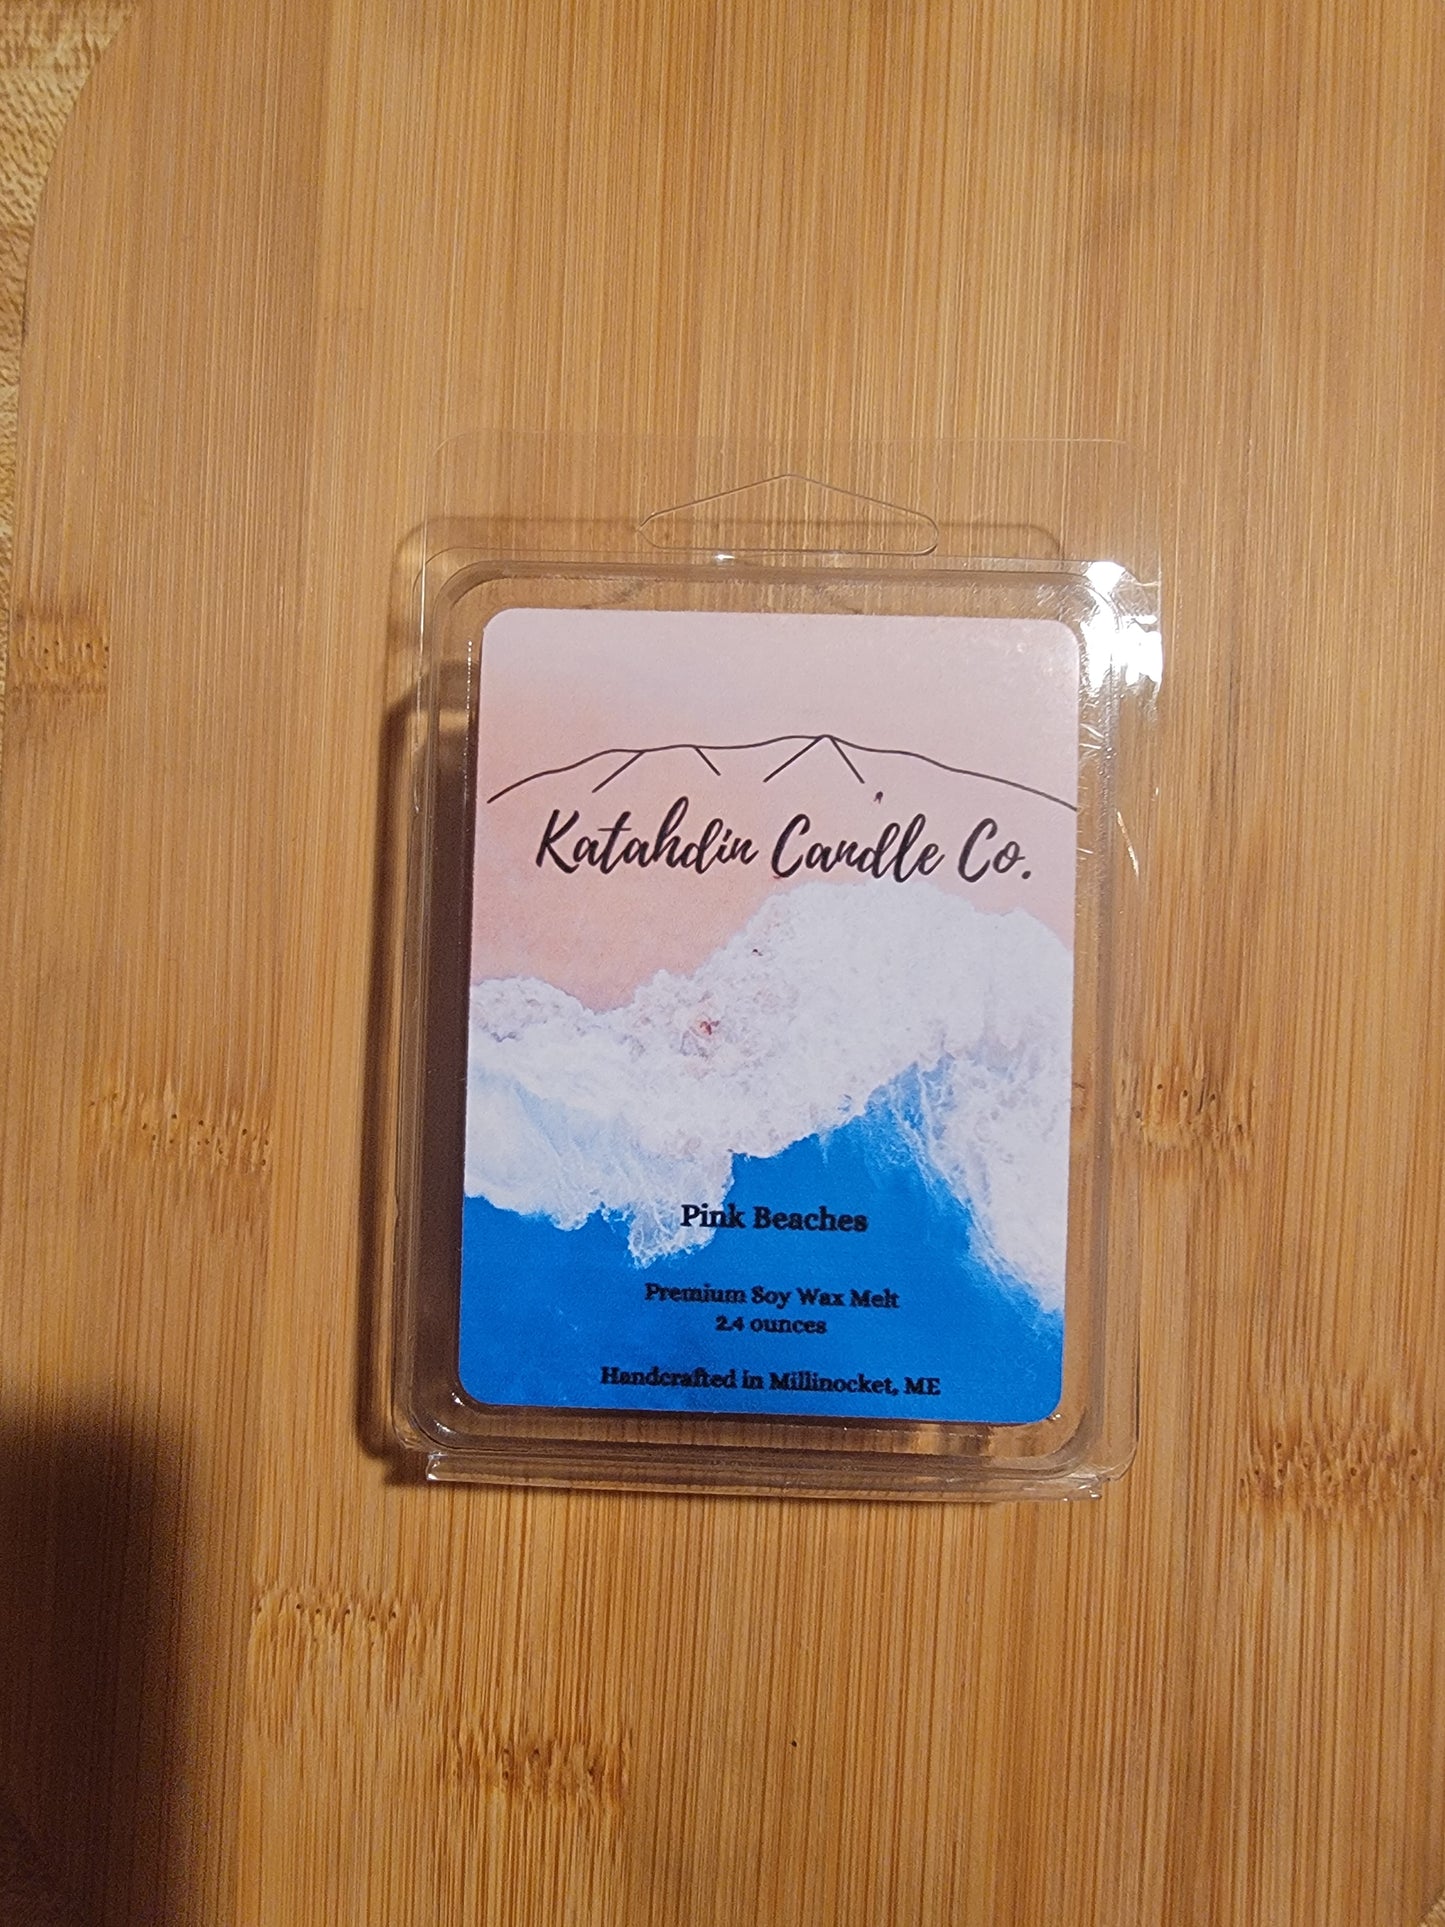 Katahdin Candle Co.
Pink Beaches
Premium Soy Wax Melt
2.4 ounces
Handcrafted in Millinocket, ME